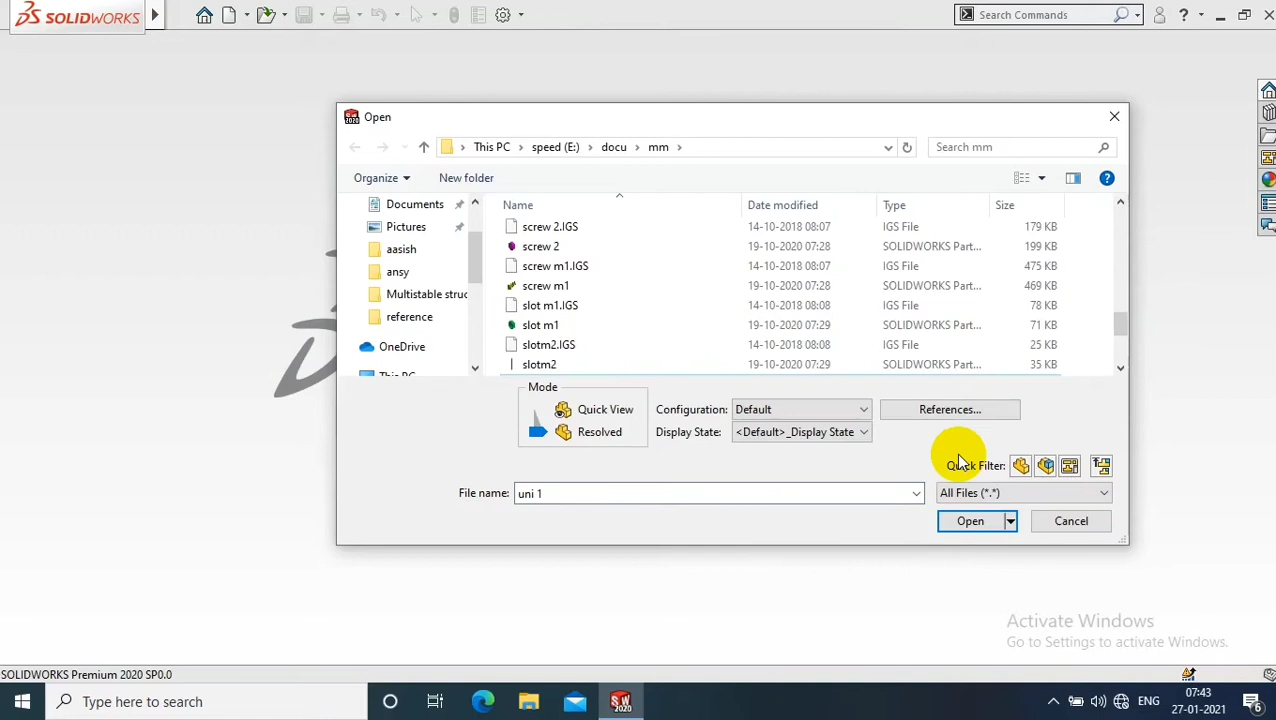 SOLIDWORKS
Search Commands
2020
Open
This PC
speed (E:)
docu
mm
Search mm
Organize
New folder
Documents
Pictures
aasish
ansy
Multistable struc
reference
OneDrive
This PC
Name Date modified Type Size
screw 2.IGS 14-10-2018 08:07 IGS File 179 KB
screw 2 19-10-2020 07:28 SOLIDWORKS Part... 199 KB
screw m1.IGS 14-10-2018 08:07 IGS File 475 KB
screw m1 19-10-2020 07:28 SOLIDWORKS Part... 469 KB
slot m1.IGS 14-10-2018 08:08 IGS File 78 KB
slot m1 19-10-2020 07:29 SOLIDWORKS Part... 71 KB
slotm2.IGS 14-10-2018 08:08 IGS File 25 KB
slotm2 19-10-2020 07:29 SOLIDWORKS Part... 35 KB
Mode
Quick View
Resolved
Configuration: Default
References...
Display State: <Default>_Display State
Quick Filter:
File name: uni 1
All Files (*.*)
Open
Cancel
Activate Windows
Go to Settings to activate Windows.
SOLIDWORKS Premium 2020 SP0.0
Type here to search
SW
2020
ENG
07:43
27-01-2021
6